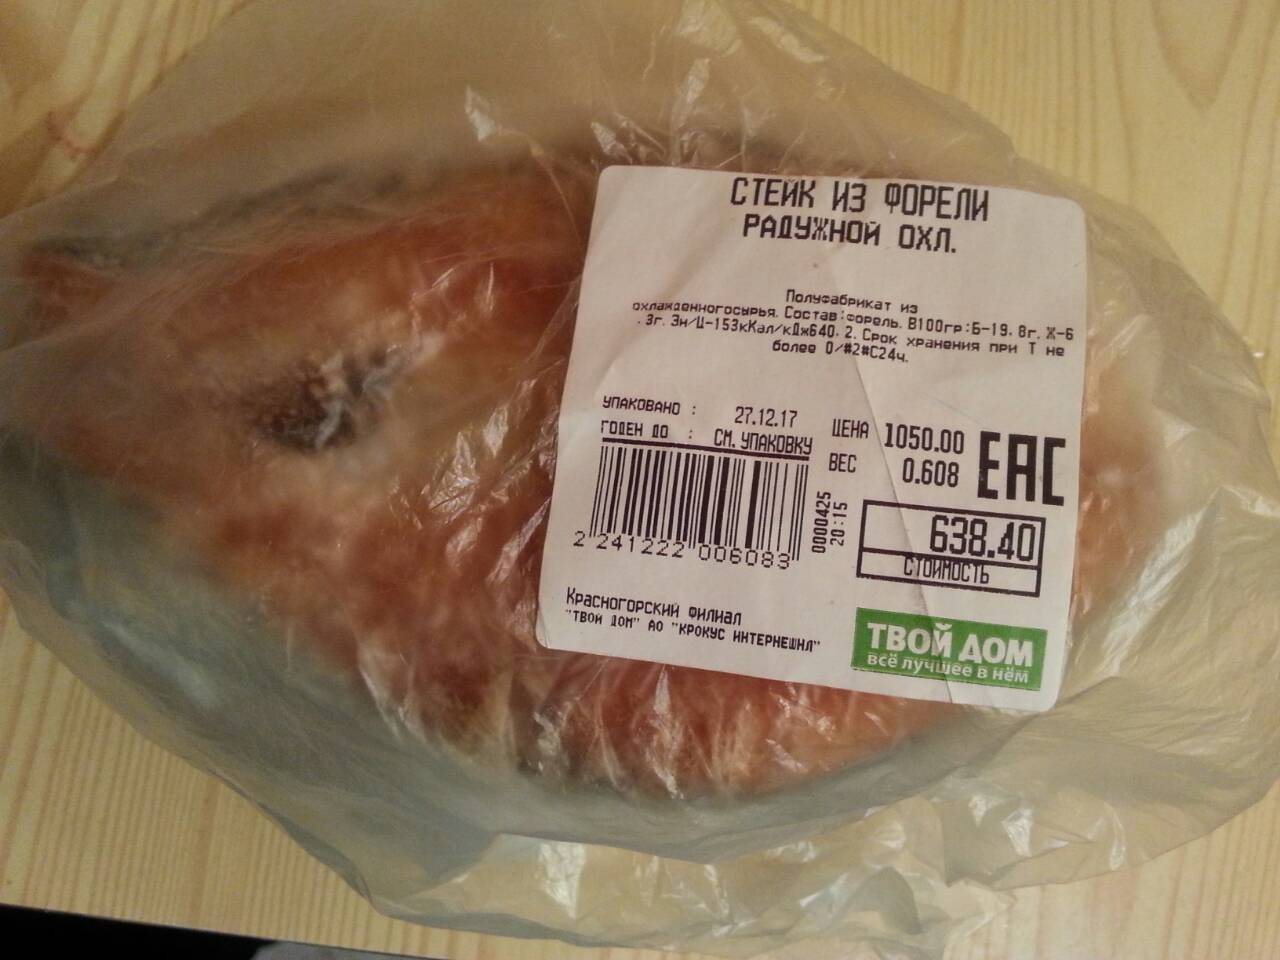 СТЕЙК ИЗ ФОРЕЛИ
РАДУЖНОЙ ОХЛ.
Полуфабрикат из
охлажденногосырья. Состав:форель. В100гр:Б-19. 8г. Ж-6
. 3г. Эн/Ц-153кКал/кДж640. 2. Срок хранения при Т не
более 0/#2#С24ч.
УПАКОВАНО : 27.12.17
ГОДЕН ДО : СМ. УПАКОВКУ
ЦЕНА 1050.00
ВЕС 0.608
EAC
2 241222 006083
0000425
20:15
638.40
СТОИМОСТЬ
Красногорский филиал
"ТВОЙ ДОМ" АО "КРОКУС ИНТЕРНЕШНЛ"
ТВОЙ ДОМ
всё лучшее в нём